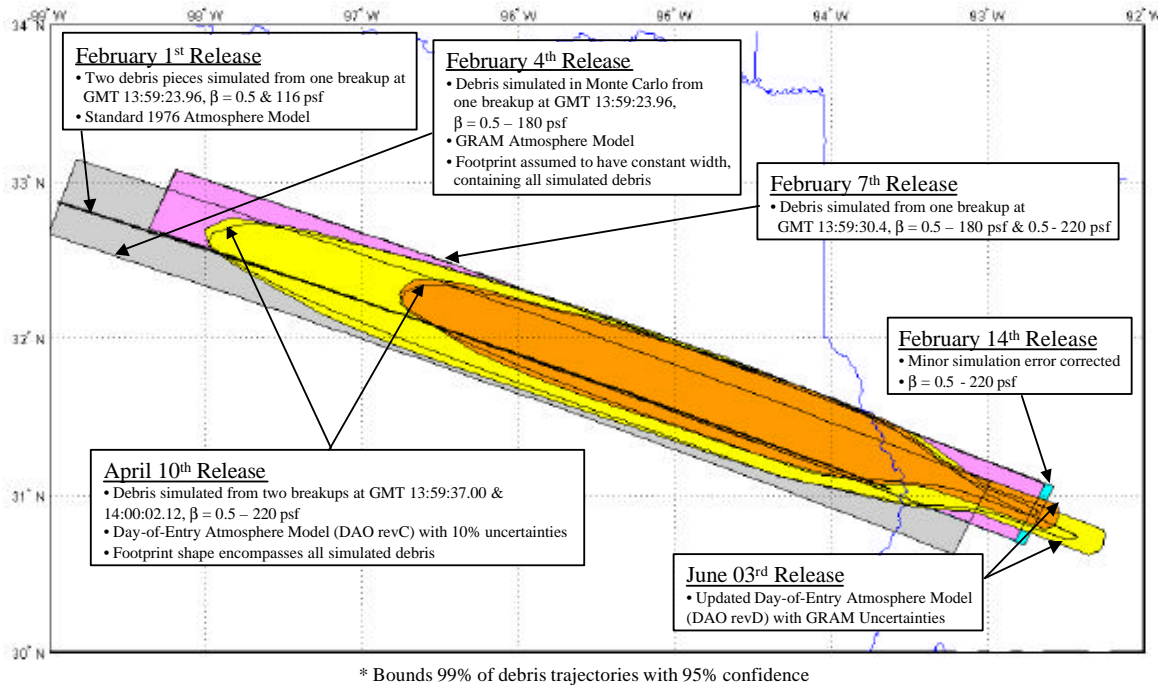 99° W 98° W 97° W 96° W 95° W 94° W 93° W 92° W
34° N
February 1st Release
• Two debris pieces simulated from one breakup at
GMT 13:59:23.96, β = 0.5 & 116 psf
• Standard 1976 Atmosphere Model
February 4th Release
• Debris simulated in Monte Carlo from
one breakup at GMT 13:59:23.96,
β = 0.5 – 180 psf
• GRAM Atmosphere Model
• Footprint assumed to have constant width,
containing all simulated debris
33° N
February 7th Release
• Debris simulated from one breakup at
GMT 13:59:30.4, β = 0.5 – 180 psf & 0.5 - 220 psf
32° N
February 14th Release
• Minor simulation error corrected
• β = 0.5 - 220 psf
April 10th Release
• Debris simulated from two breakups at GMT 13:59:37.00 &
14:00:02.12, β = 0.5 – 220 psf
• Day-of-Entry Atmosphere Model (DAO revC) with 10% uncertainties
• Footprint shape encompasses all simulated debris
31° N
June 03rd Release
• Updated Day-of-Entry Atmosphere Model
(DAO revD) with GRAM Uncertainties
30° N
* Bounds 99% of debris trajectories with 95% confidence